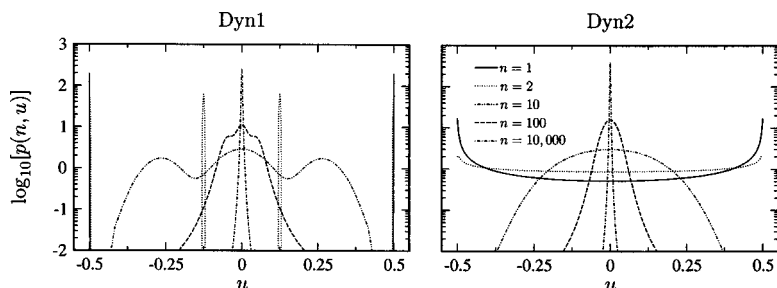 Dyn1
Dyn2
log₁₀[p(n, u)]
3
2
1
0
-1
-2
-0.5
-0.25
0
0.25
0.5
u
n = 1
n = 2
n = 10
n = 100
n = 10,000
-0.5
-0.25
0
0.25
0.5
u